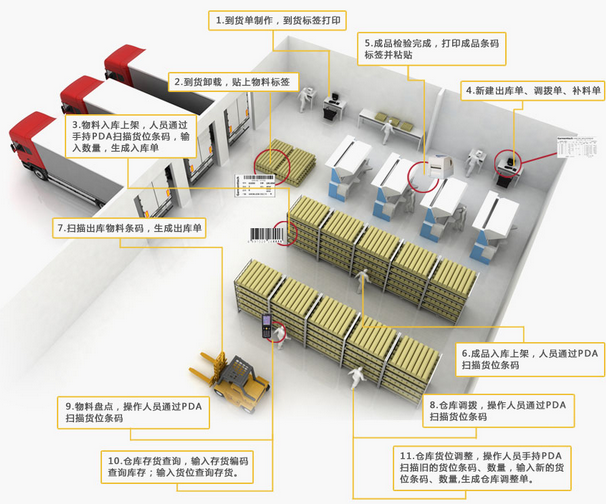 1.到货单制作，到货标签打印
5.成品检验完成，打印成品条码
标签并粘贴
2.到货卸载，贴上物料标签
4.新建出库单、调拨单、补料单
3.物料入库上架，人员通过
手持PDA扫描货位条码，输
入数量，生成入库单
7.扫描出库物料条码，生成出库单
6.成品入库上架，人员通过PDA
扫描货位条码
9.物料盘点，操作人员通过PDA
扫描货位条码
8.仓库调拨，操作人员通过PDA
扫描货位条码
10.仓库存货查询，输入存货编码
查询库存；输入货位查询存货。
11.仓库货位调整，操作人员手持PDA
扫描旧的货位条码、数量，输入新的货
位条码、数量,生成仓库调整单。